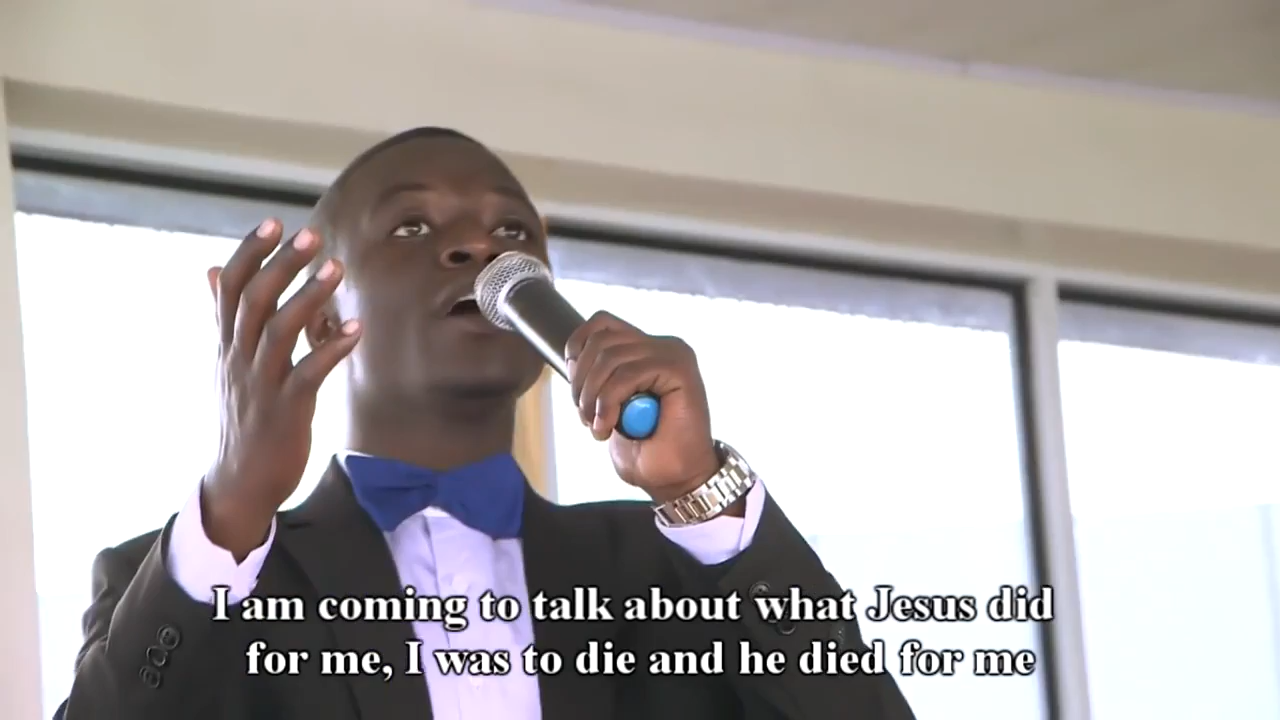 I am coming to talk about what Jesus did
for me, I was to die and he died for me